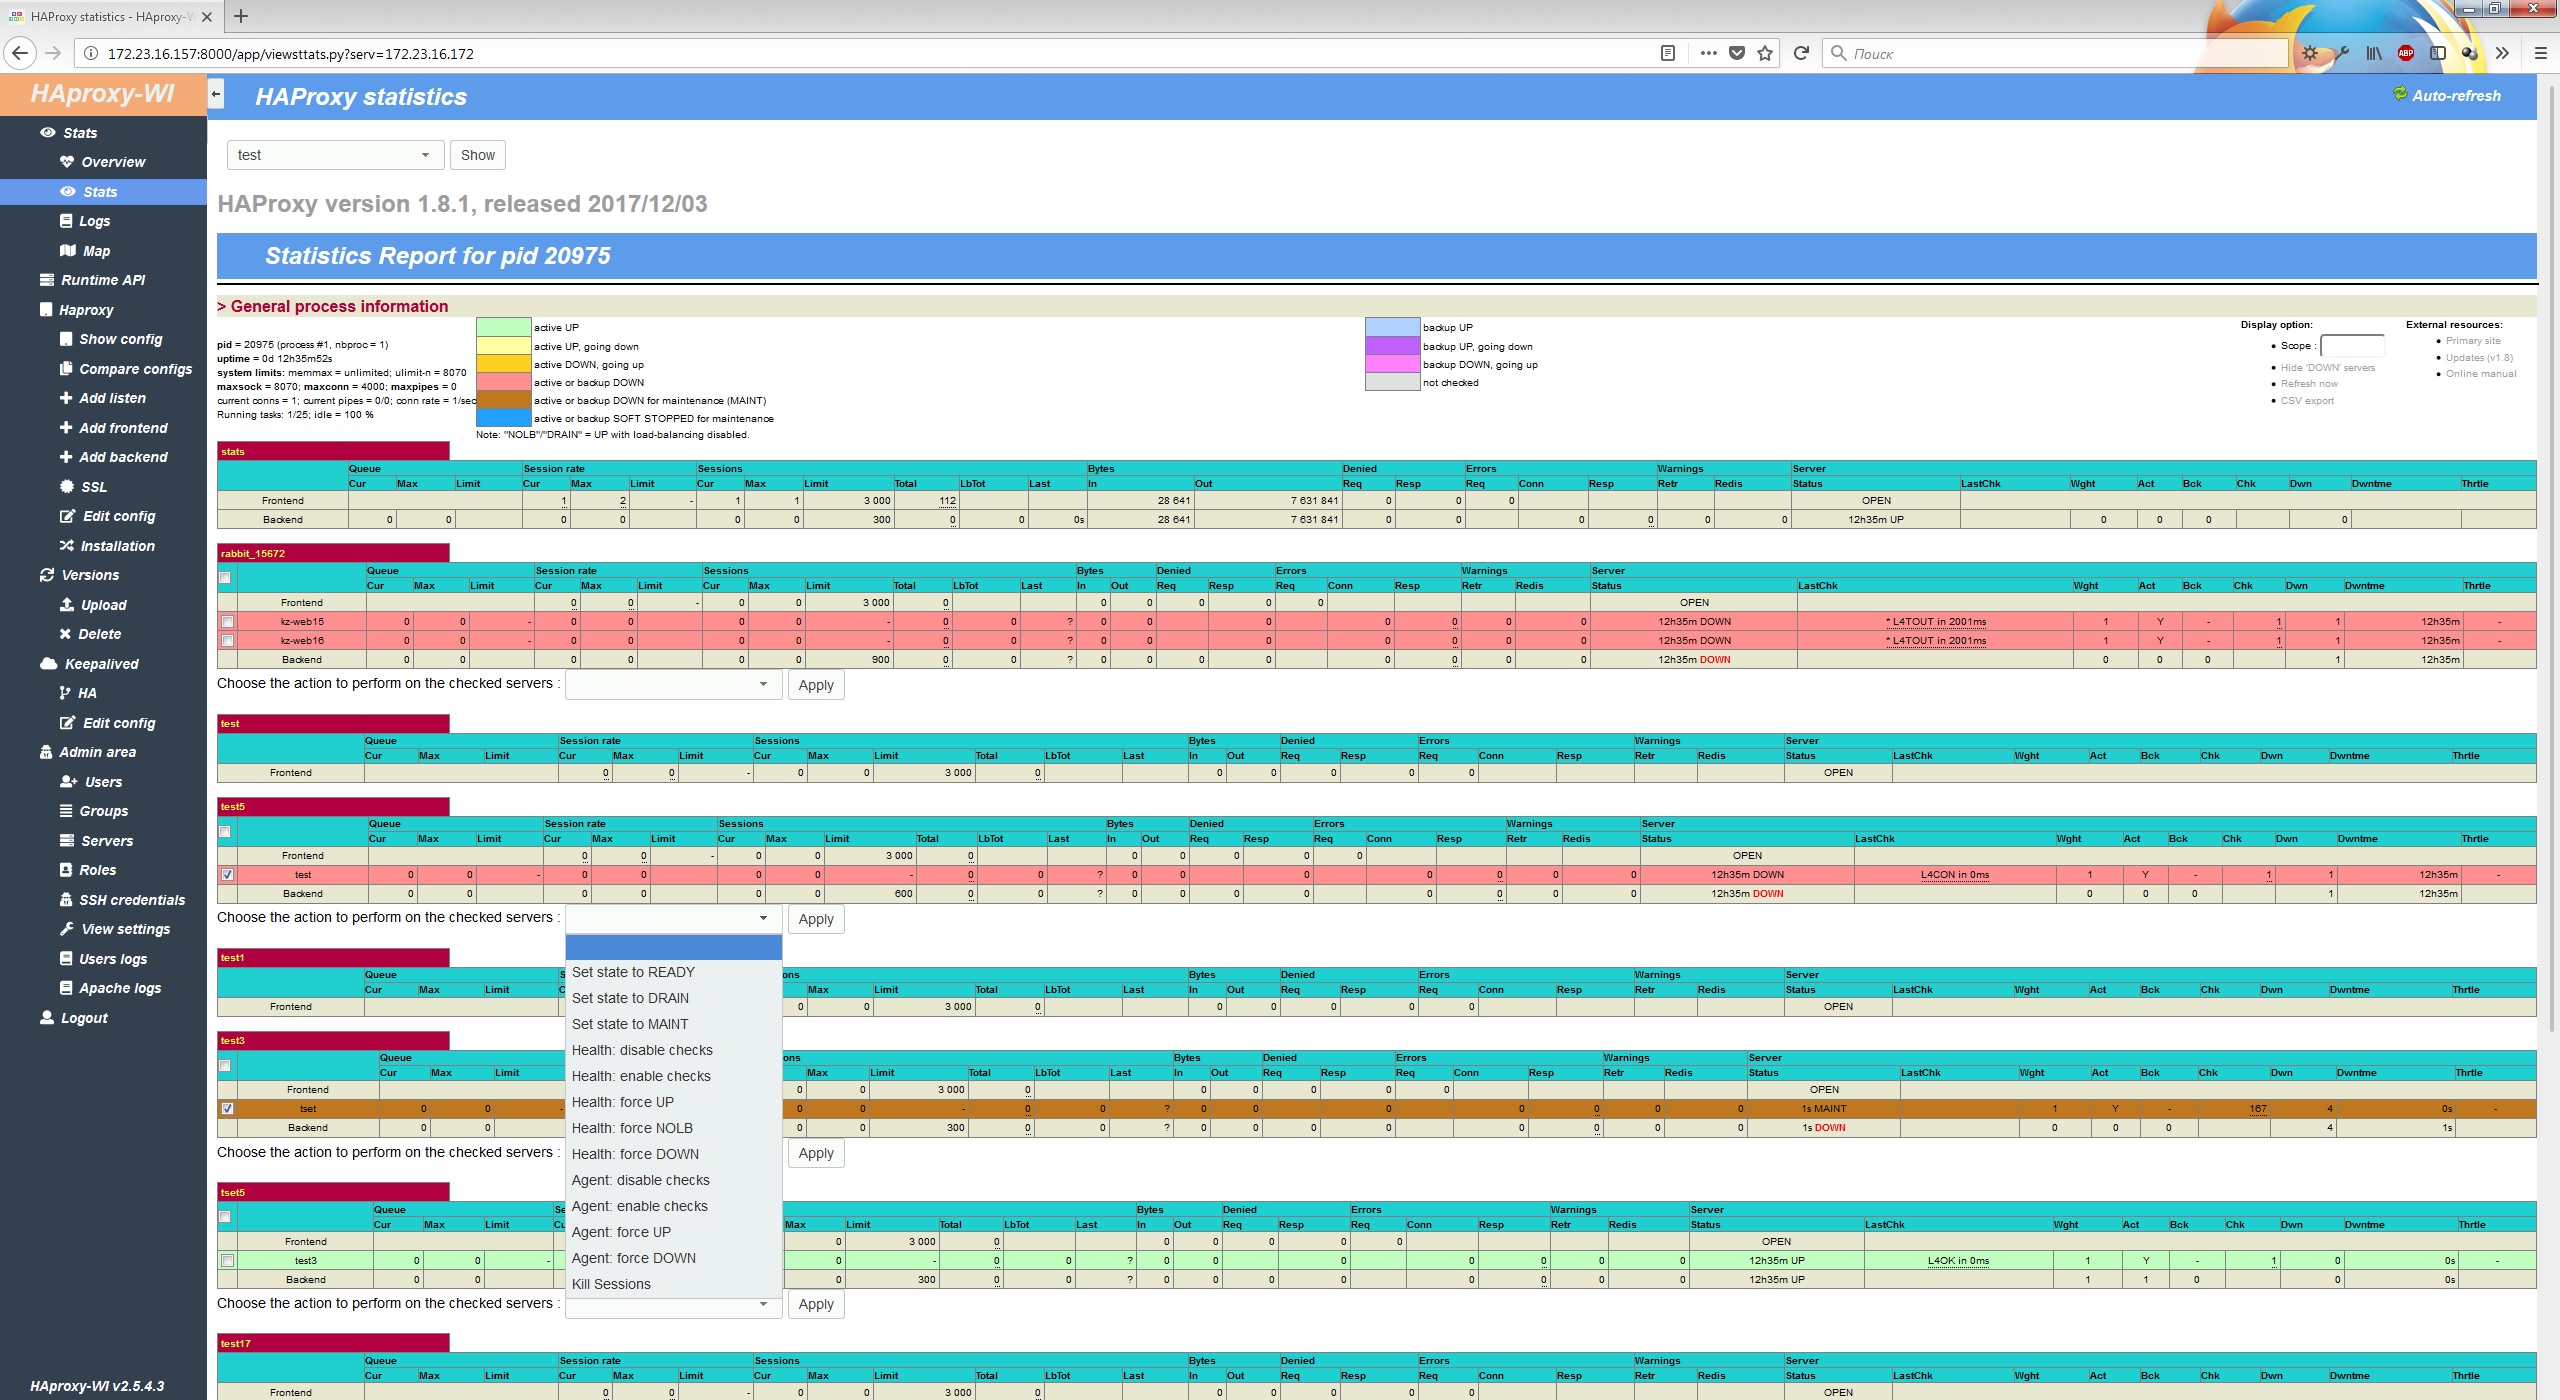 HAProxy statistics - HAproxy-W
172.23.16.157:8000/app/viewsttats.py?serv=172.23.16.172
Поиск
ABP
HAproxy-WI
Stats
Overview
Stats
Logs
Map
Runtime API
Haproxy
Show config
Compare configs
Add listen
Add frontend
Add backend
SSL
Edit config
Installation
Versions
Upload
Delete
Keepalived
HA
Edit config
Admin area
Users
Groups
Servers
Roles
SSH credentials
View settings
Users logs
Apache logs
Logout
HAproxy-WI v2.5.4.3
HAProxy statistics
Auto-refresh
test
Show
HAProxy version 1.8.1, released 2017/12/03
Statistics Report for pid 20975
> General process information
pid = 20975 (process #1, nbproc = 1)
uptime = 0d 12h35m52s
system limits: memmax = unlimited; ulimit-n = 8070
maxsock = 8070; maxconn = 4000; maxpipes = 0
current conns = 1; current pipes = 0/0; conn rate = 1/sec
Running tasks: 1/25; idle = 100 %
active UP
active UP, going down
active DOWN, going up
active or backup DOWN
active or backup DOWN for maintenance (MAINT)
active or backup SOFT STOPPED for maintenance
Note: "NOLB"/"DRAIN" = UP with load-balancing disabled.
backup UP
backup UP, going down
backup DOWN, going up
not checked
Display option:
Scope :
Hide 'DOWN' servers
Refresh now
CSV export
External resources:
Primary site
Updates (v1.8)
Online manual
stats
Queue Session rate Sessions Bytes Denied Errors Warnings Server
Cur Max Limit Cur Max Limit Cur Max Limit Total LbTot Last In Out Req Resp Req Conn Resp Retr Redis Status LastChk Wght Act Bck Chk Dwn Dwntme Thrtle
Frontend 1 2 - 1 1 3 000 112 28 641 7 631 841 0 0 0 OPEN
Backend 0 0 0 0 0 0 300 0 0 0s 28 641 7 631 841 0 0 0 0 0 0 12h35m UP 0 0 0 0
rabbit_15672
Queue Session rate Sessions Bytes Denied Errors Warnings Server
Cur Max Limit Cur Max Limit Cur Max Limit Total LbTot Last In Out Req Resp Req Conn Resp Retr Redis Status LastChk Wght Act Bck Chk Dwn Dwntme Thrtle
Frontend 0 0 - 0 0 3 000 0 0 0 0 0 0 OPEN
kz-web15 0 0 - 0 0 0 0 - 0 0 ? 0 0 0 0 0 0 0 12h35m DOWN * L4TOUT in 2001ms 1 Y - 1 1 12h35m -
kz-web16 0 0 - 0 0 0 0 - 0 0 ? 0 0 0 0 0 0 0 12h35m DOWN * L4TOUT in 2001ms 1 Y - 1 1 12h35m -
Backend 0 0 0 0 0 0 900 0 0 ? 0 0 0 0 0 0 0 0 12h35m DOWN 0 0 0 1 12h35m
Choose the action to perform on the checked servers : Apply
test
Queue Session rate Sessions Bytes Denied Errors Warnings Server
Cur Max Limit Cur Max Limit Cur Max Limit Total LbTot Last In Out Req Resp Req Conn Resp Retr Redis Status LastChk Wght Act Bck Chk Dwn Dwntme Thrtle
Frontend 0 0 - 0 0 3 000 0 0 0 0 0 0 OPEN
test5
Queue Session rate Sessions Bytes Denied Errors Warnings Server
Cur Max Limit Cur Max Limit Cur Max Limit Total LbTot Last In Out Req Resp Req Conn Resp Retr Redis Status LastChk Wght Act Bck Chk Dwn Dwntme Thrtle
Frontend 0 0 - 0 0 3 000 0 0 0 0 0 0 OPEN
test 0 0 - 0 0 0 0 - 0 0 ? 0 0 0 0 0 0 0 12h35m DOWN L4CON in 0ms 1 Y - 1 1 12h35m -
Backend 0 0 0 0 0 0 600 0 0 ? 0 0 0 0 0 0 0 0 12h35m DOWN 0 0 0 1 12h35m
Choose the action to perform on the checked servers : Apply
Set state to READY
Set state to DRAIN
Set state to MAINT
Health: disable checks
Health: enable checks
Health: force UP
Health: force NOLB
Health: force DOWN
Agent: disable checks
Agent: enable checks
Agent: force UP
Agent: force DOWN
Kill Sessions
test1
Queue S ons Bytes Denied Errors Warnings Server
Cur Max Limit C Max Limit Total LbTot Last In Out Req Resp Req Conn Resp Retr Redis Status LastChk Wght Act Bck Chk Dwn Dwntme Thrtle
Frontend 0 0 3 000 0 0 0 0 0 0 OPEN
test3
Queue ons Bytes Denied Errors Warnings Server
Cur Max Limit Max Limit Total LbTot Last In Out Req Resp Req Conn Resp Retr Redis Status LastChk Wght Act Bck Chk Dwn Dwntme Thrtle
Frontend 0 0 3 000 0 0 0 0 0 0 OPEN
tset 0 0 - 0 0 - 0 0 ? 0 0 0 0 0 0 0 1s MAINT 1 Y - 167 4 0s -
Backend 0 0 0 0 300 0 0 ? 0 0 0 0 0 0 0 0 1s DOWN 0 0 0 4 1s
Choose the action to perform on the checked servers : Apply
tset5
Queue Se Bytes Denied Errors Warnings Server
Cur Max Limit Cu Max Limit Total LbTot Last In Out Req Resp Req Conn Resp Retr Redis Status LastChk Wght Act Bck Chk Dwn Dwntme Thrtle
Frontend 0 3 000 0 0 0 0 0 0 OPEN
test3 0 0 - 0 - 0 0 ? 0 0 0 0 0 0 0 12h35m UP L4OK in 0ms 1 Y - 1 0 0s -
Backend 0 0 0 300 0 0 ? 0 0 0 0 0 0 0 0 12h35m UP 1 1 0 0 0s
Choose the action to perform on the checked servers : Apply
test17
Queue Session rate Sessions Bytes Denied Errors Warnings Server
Cur Max Limit Cur Max Limit Cur Max Limit Total LbTot Last In Out Req Resp Req Conn Resp Retr Redis Status LastChk Wght Act Bck Chk Dwn Dwntme Thrtle
Frontend 0 0 - 0 0 3 000 0 0 0 0 0 0 OPEN